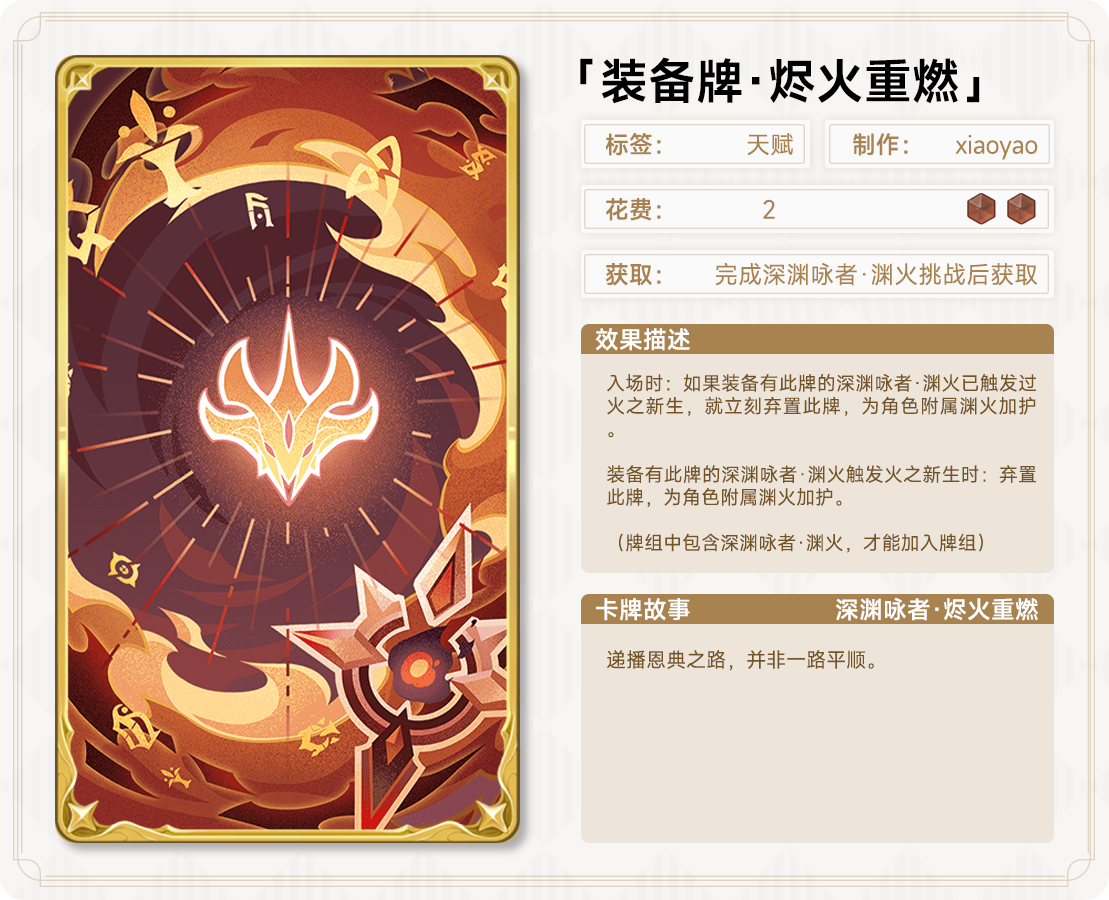 「装备牌·烬火重燃」
标签： 天赋 制作： xiaoyao
花费： 2
获取： 完成深渊咏者·渊火挑战后获取
效果描述
入场时：如果装备有此牌的深渊咏者·渊火已触发过
火之新生，就立刻弃置此牌，为角色附属渊火加护
。
装备有此牌的深渊咏者·渊火触发火之新生时：弃置
此牌，为角色附属渊火加护。
（牌组中包含深渊咏者·渊火，才能加入牌组）
卡牌故事 深渊咏者·烬火重燃
递播恩典之路，并非一路平顺。